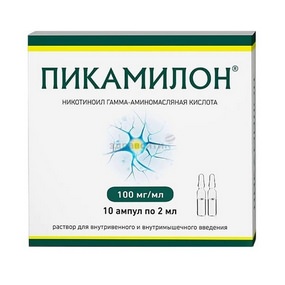 ПИКАМИЛОН®
НИКОТИНОИЛ ГАММА-АМИНОМАСЛЯНАЯ КИСЛОТА
100 мг/мл
10 ампул по 2 мл
раствор для внутривенного и внутримышечного введения